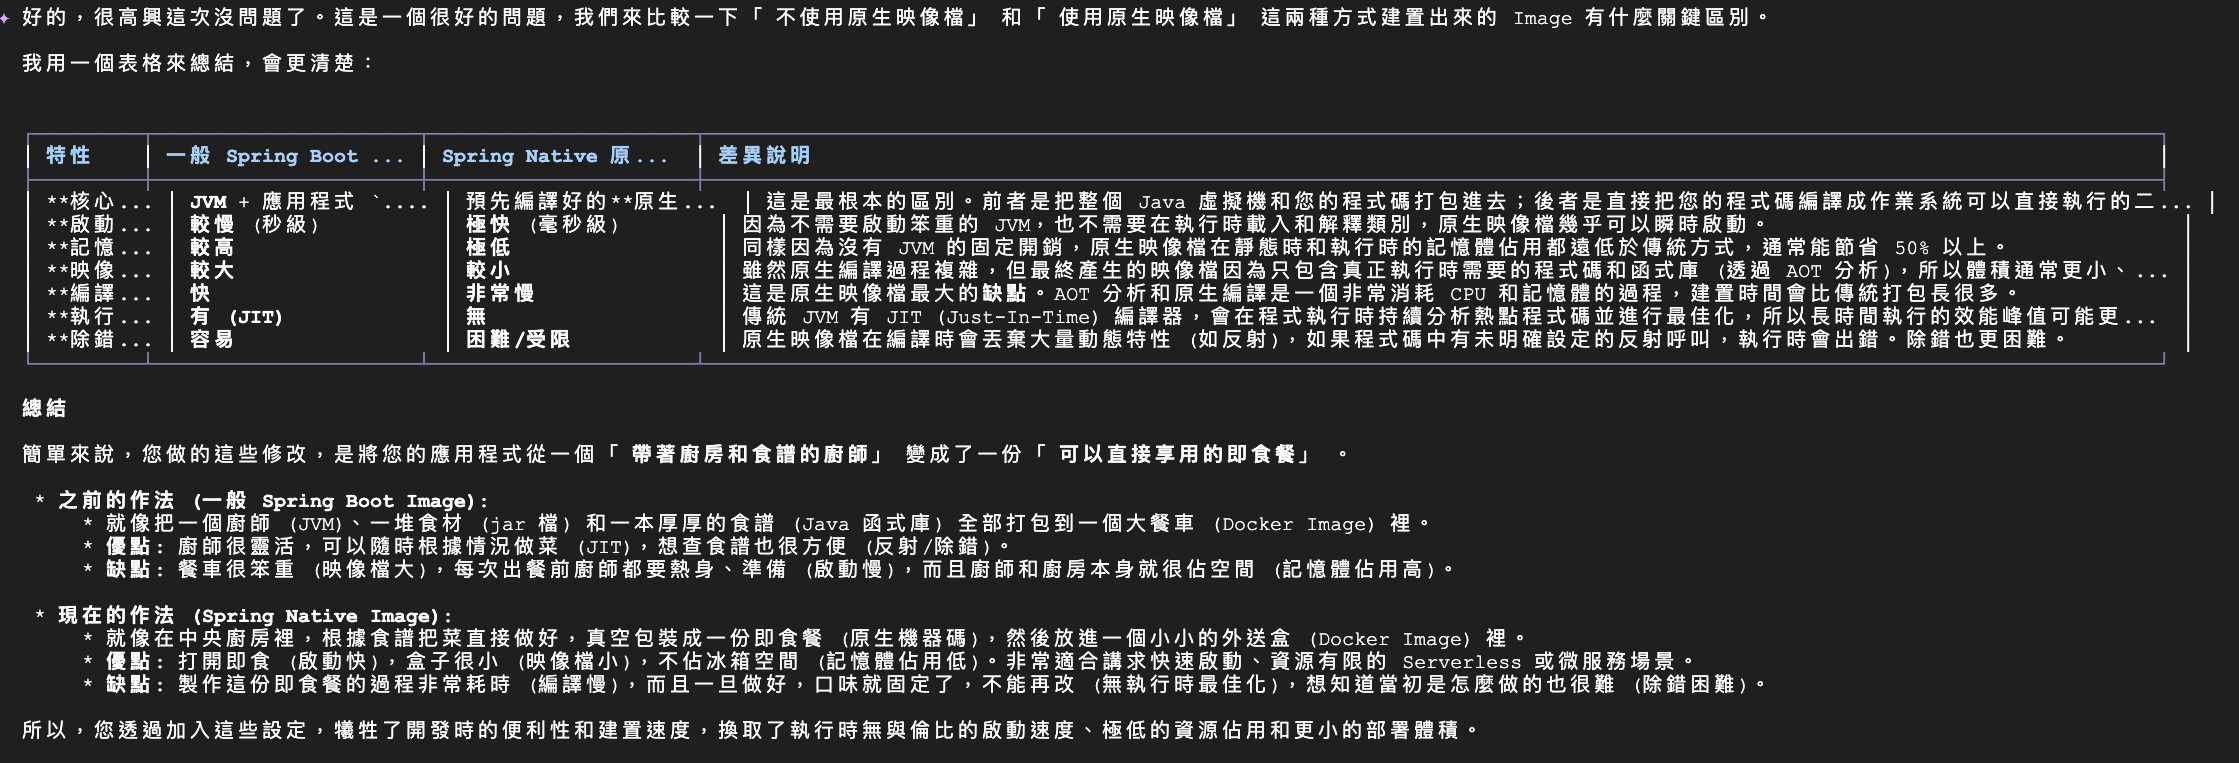 ✦ 好的，很高興這次沒問題了。這是一個很好的問題，我們來比較一下「 不使用原生映像檔」 和「 使用原生映像檔」 這兩種方式建置出來的 Image 有什麼關鍵區別。
我用一個表格來總結，會更清楚：
特性 │ 一般 Spring Boot ... │ Spring Native 原... │ 差異說明
**核心... │ JVM + 應用程式 `.... │ 預先編譯好的**原生... │ 這是最根本的區別。前者是把整個 Java 虛擬機和您的程式碼打包進去；後者是直接把您的程式碼編譯成作業系統可以直接執行的二... │
**啟動... │ 較慢 (秒級) │ 極快 (毫秒級) │ 因為不需要啟動笨重的 JVM，也不需要在執行時載入和解釋類別，原生映像檔幾乎可以瞬時啟動。
**記憶... │ 較高 │ 極低 │ 同樣因為沒有 JVM 的固定開銷，原生映像檔在靜態時和執行時的記憶體佔用都遠低於傳統方式，通常能節省 50% 以上。
**映像... │ 較大 │ 較小 │ 雖然原生編譯過程複雜，但最終產生的映像檔因為只包含真正執行時需要的程式碼和函式庫 (透過 AOT 分析)，所以體積通常更小、...
**編譯... │ 快 │ 非常慢 │ 這是原生映像檔最大的缺點。AOT 分析和原生編譯是一個非常消耗 CPU 和記憶體的過程，建置時間會比傳統打包長很多。
**執行... │ 有 (JIT) │ 無 │ 傳統 JVM 有 JIT (Just-In-Time) 編譯器，會在程式執行時持續分析熱點程式碼並進行最佳化，所以長時間執行的效能峰值可能更...
**除錯... │ 容易 │ 困難/受限 │ 原生映像檔在編譯時會丟棄大量動態特性 (如反射)，如果程式碼中有未明確設定的反射呼叫，執行時會出錯。除錯也更困難。
總結
簡單來說，您做的這些修改，是將您的應用程式從一個「 帶著廚房和食譜的廚師」 變成了一份「 可以直接享用的即食餐」 。
* 之前的作法 (一般 Spring Boot Image):
* 就像把一個廚師 (JVM)、一堆食材 (jar 檔) 和一本厚厚的食譜 (Java 函式庫) 全部打包到一個大餐車 (Docker Image) 裡。
* 優點: 廚師很靈活，可以隨時根據情況做菜 (JIT)，想查食譜也很方便 (反射/除錯)。
* 缺點: 餐車很笨重 (映像檔大)，每次出餐前廚師都要熱身、準備 (啟動慢)，而且廚師和廚房本身就很佔空間 (記憶體佔用高)。
* 現在的作法 (Spring Native Image):
* 就像在中央廚房裡，根據食譜把菜直接做好，真空包裝成一份即食餐 (原生機器碼)，然後放進一個小小的外送盒 (Docker Image) 裡。
* 優點: 打開即食 (啟動快)，盒子很小 (映像檔小)，不佔冰箱空間 (記憶體佔用低)。非常適合講求快速啟動、資源有限的 Serverless 或微服務場景。
* 缺點: 製作這份即食餐的過程非常耗時 (編譯慢)，而且一旦做好，口味就固定了，不能再改 (無執行時最佳化)，想知道當初是怎麼做的也很難 (除錯困難)。
所以，您透過加入這些設定，犧牲了開發時的便利性和建置速度，換取了執行時無與倫比的啟動速度、極低的資源佔用和更小的部署體積。